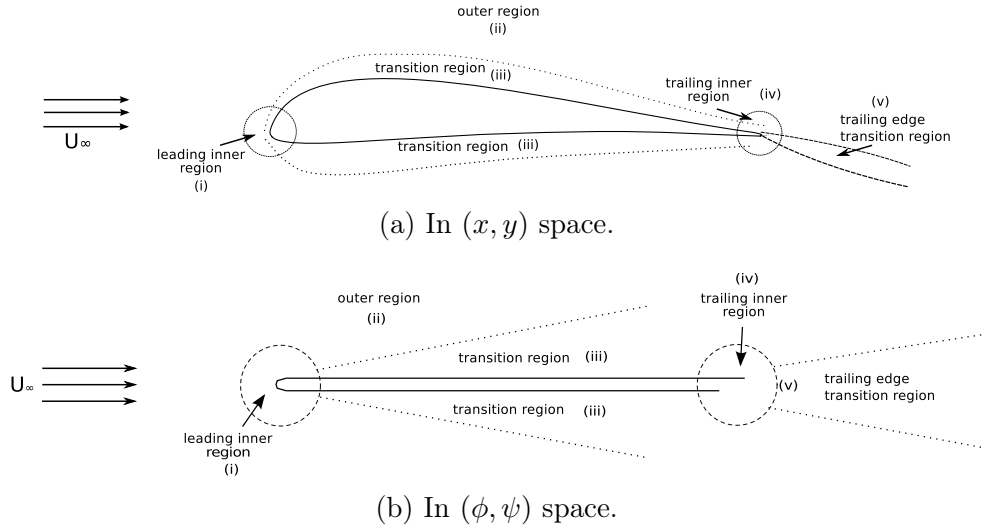 outer region
(ii)
transition region (iii)
trailing inner
region
(iv)
(v)
trailing edge
transition region
U∞
leading inner
region
(i)
transition region (iii)
(a) In (x, y) space.
(iv)
trailing inner
region
outer region
(ii)
transition region (iii)
U∞
(v)
trailing edge
transition region
transition region (iii)
leading inner
region
(i)
(b) In (ϕ, ψ) space.